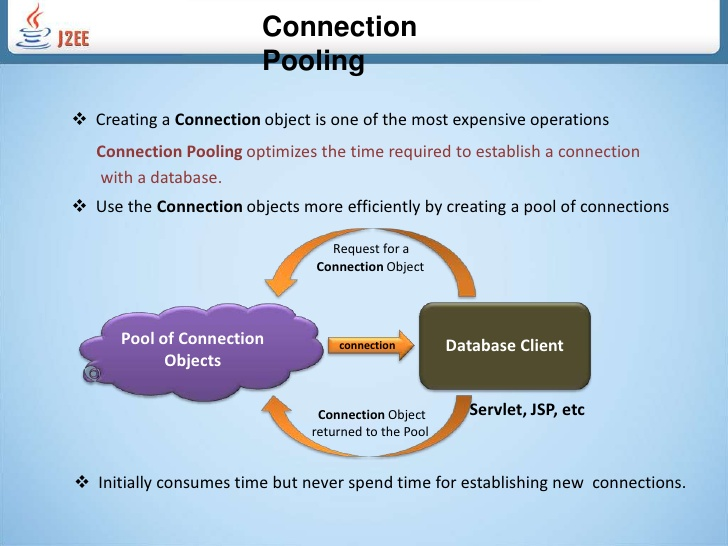 J2EE
Connection
Pooling
❖ Creating a Connection object is one of the most expensive operations
Connection Pooling optimizes the time required to establish a connection
with a database.
❖ Use the Connection objects more efficiently by creating a pool of connections
Request for a
Connection Object
Pool of Connection
Objects
connection
Database Client
Connection Object
returned to the Pool
Servlet, JSP, etc
❖ Initially consumes time but never spend time for establishing new connections.